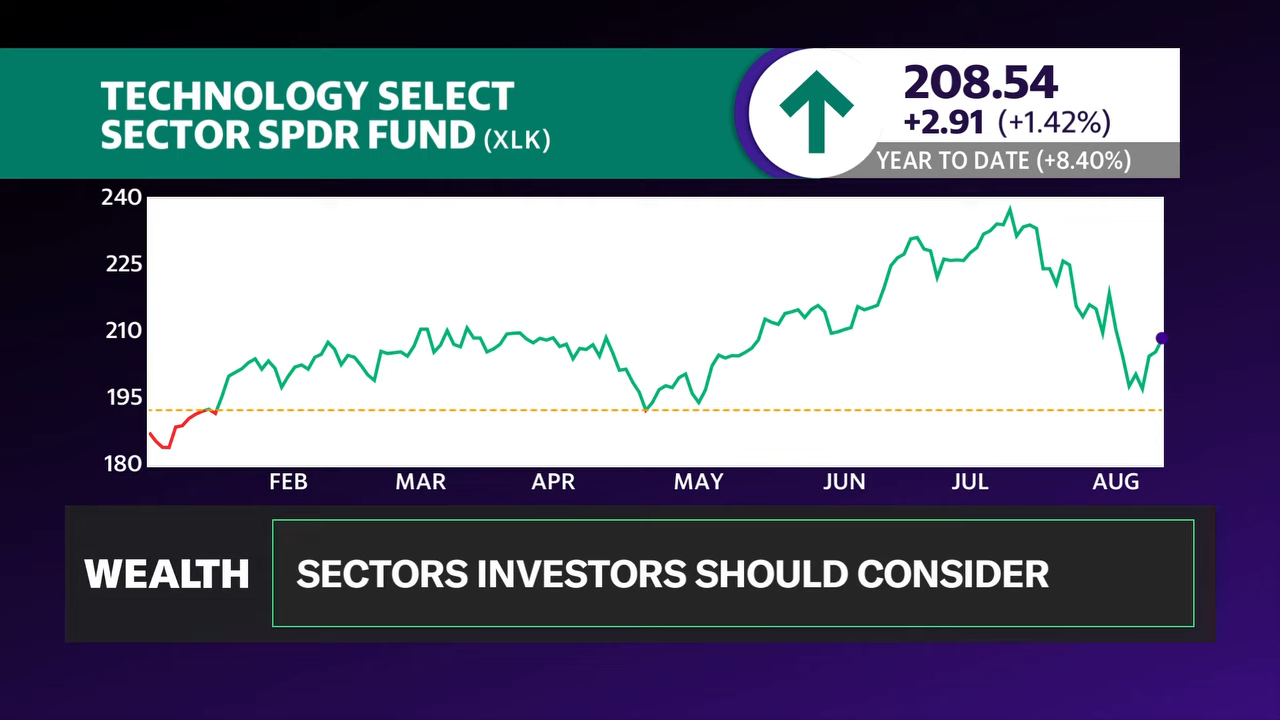 TECHNOLOGY SELECT
SECTOR SPDR FUND (XLK)
208.54
+2.91 (+1.42%)
YEAR TO DATE (+8.40%)
240
225
210
195
180
FEB MAR APR MAY JUN JUL AUG
WEALTH
SECTORS INVESTORS SHOULD CONSIDER